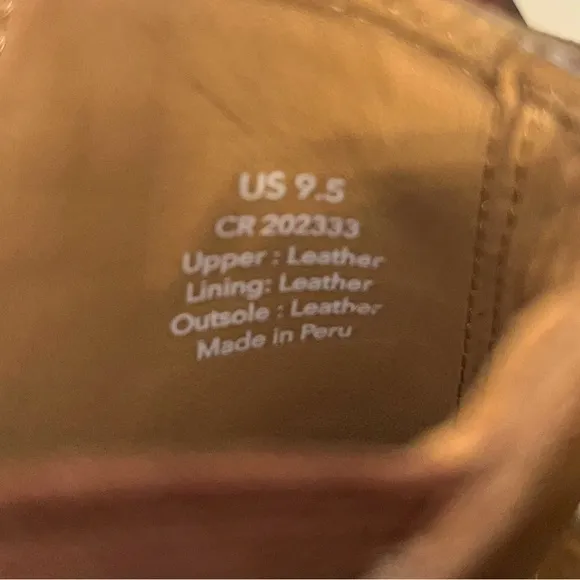 US 9.5
CR 202333
Upper : Leather
Lining: Leather
Outsole : Leather
Made in Peru